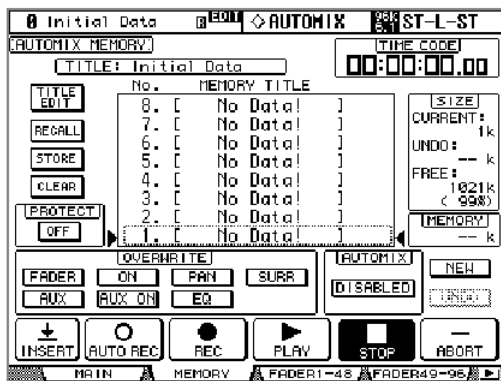 0 Initial Data EDIT ◇AUTOMIX 96k ST-L-ST
AUTOMIX MEMORY
TIME CODE
TITLE: Initial Data
00:00:00.00
No. MEMORY TITLE
TITLE EDIT
RECALL
STORE
CLEAR
PROTECT
OFF
8. [ No Data! ]
7. [ No Data! ]
6. [ No Data! ]
5. [ No Data! ]
4. [ No Data! ]
3. [ No Data! ]
2. [ No Data! ]
1. [ No Data! ]
SIZE
CURRENT:
1k
UNDO:
-- k
FREE:
1021k
( 99%)
MEMORY
-- k
OVERWRITE
FADER ON PAN SURR
AUX AUX ON EQ
AUTOMIX
DISABLED
NEW
UNDO
INSERT AUTO REC REC PLAY STOP ABORT
MAIN MEMORY FADER1-48 FADER49-96